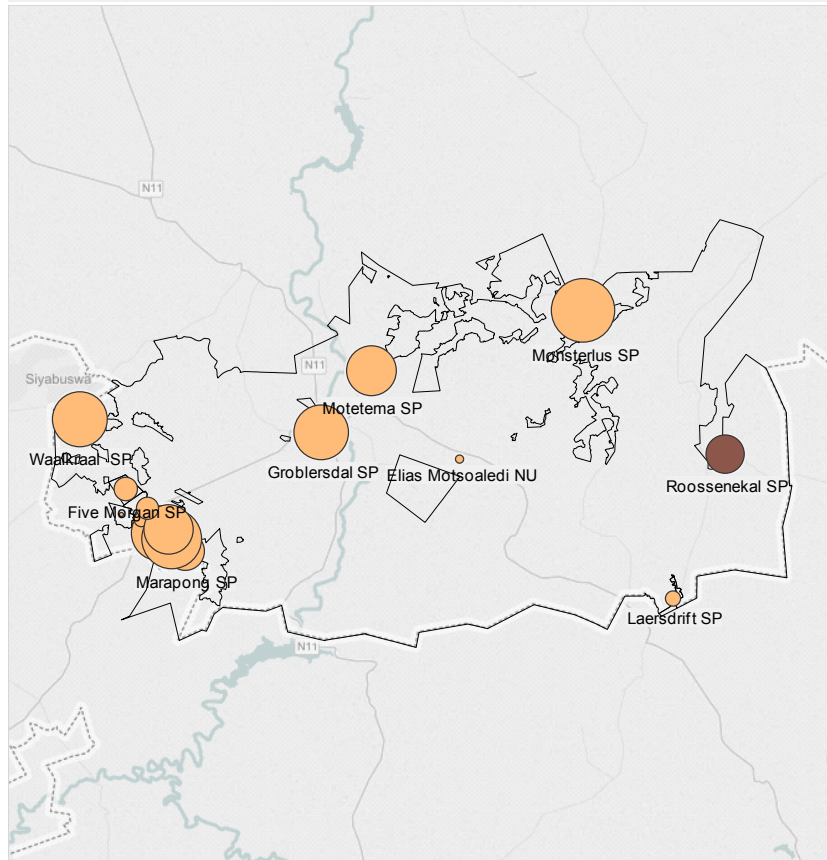 N11
Monsterlus SP
N11
Siyabuswa
Motetema SP
Waalkraal SP
Groblersdal SP
Elias Motsoaledi NU
Roossenekal SP
Five Morgan SP
Marapong SP
Laersdrift SP
N11